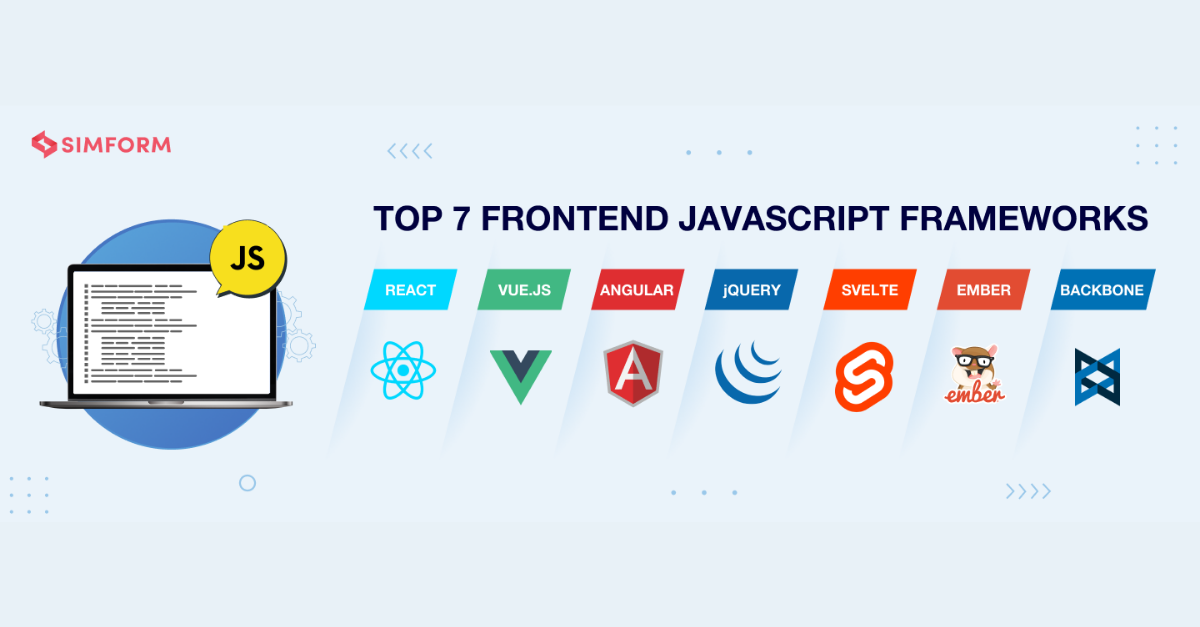 SIMFORM
JS
TOP 7 FRONTEND JAVASCRIPT FRAMEWORKS
REACT
VUE.JS
ANGULAR
jQUERY
SVELTE
EMBER
BACKBONE
A
ember